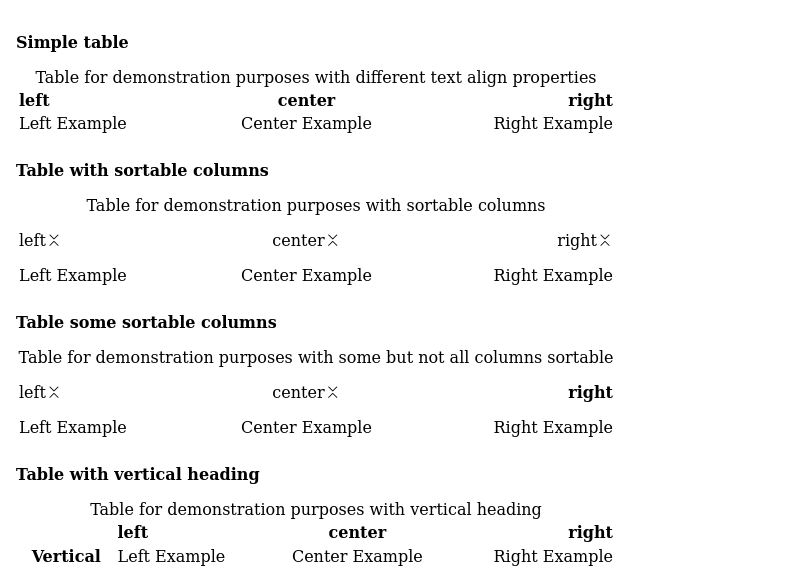 Simple table
Table for demonstration purposes with different text align properties
left center right
Left Example Center Example Right Example
Table with sortable columns
Table for demonstration purposes with sortable columns
left center right
Left Example Center Example Right Example
Table some sortable columns
Table for demonstration purposes with some but not all columns sortable
left center right
Left Example Center Example Right Example
Table with vertical heading
Table for demonstration purposes with vertical heading
left center right
Vertical Left Example Center Example Right Example